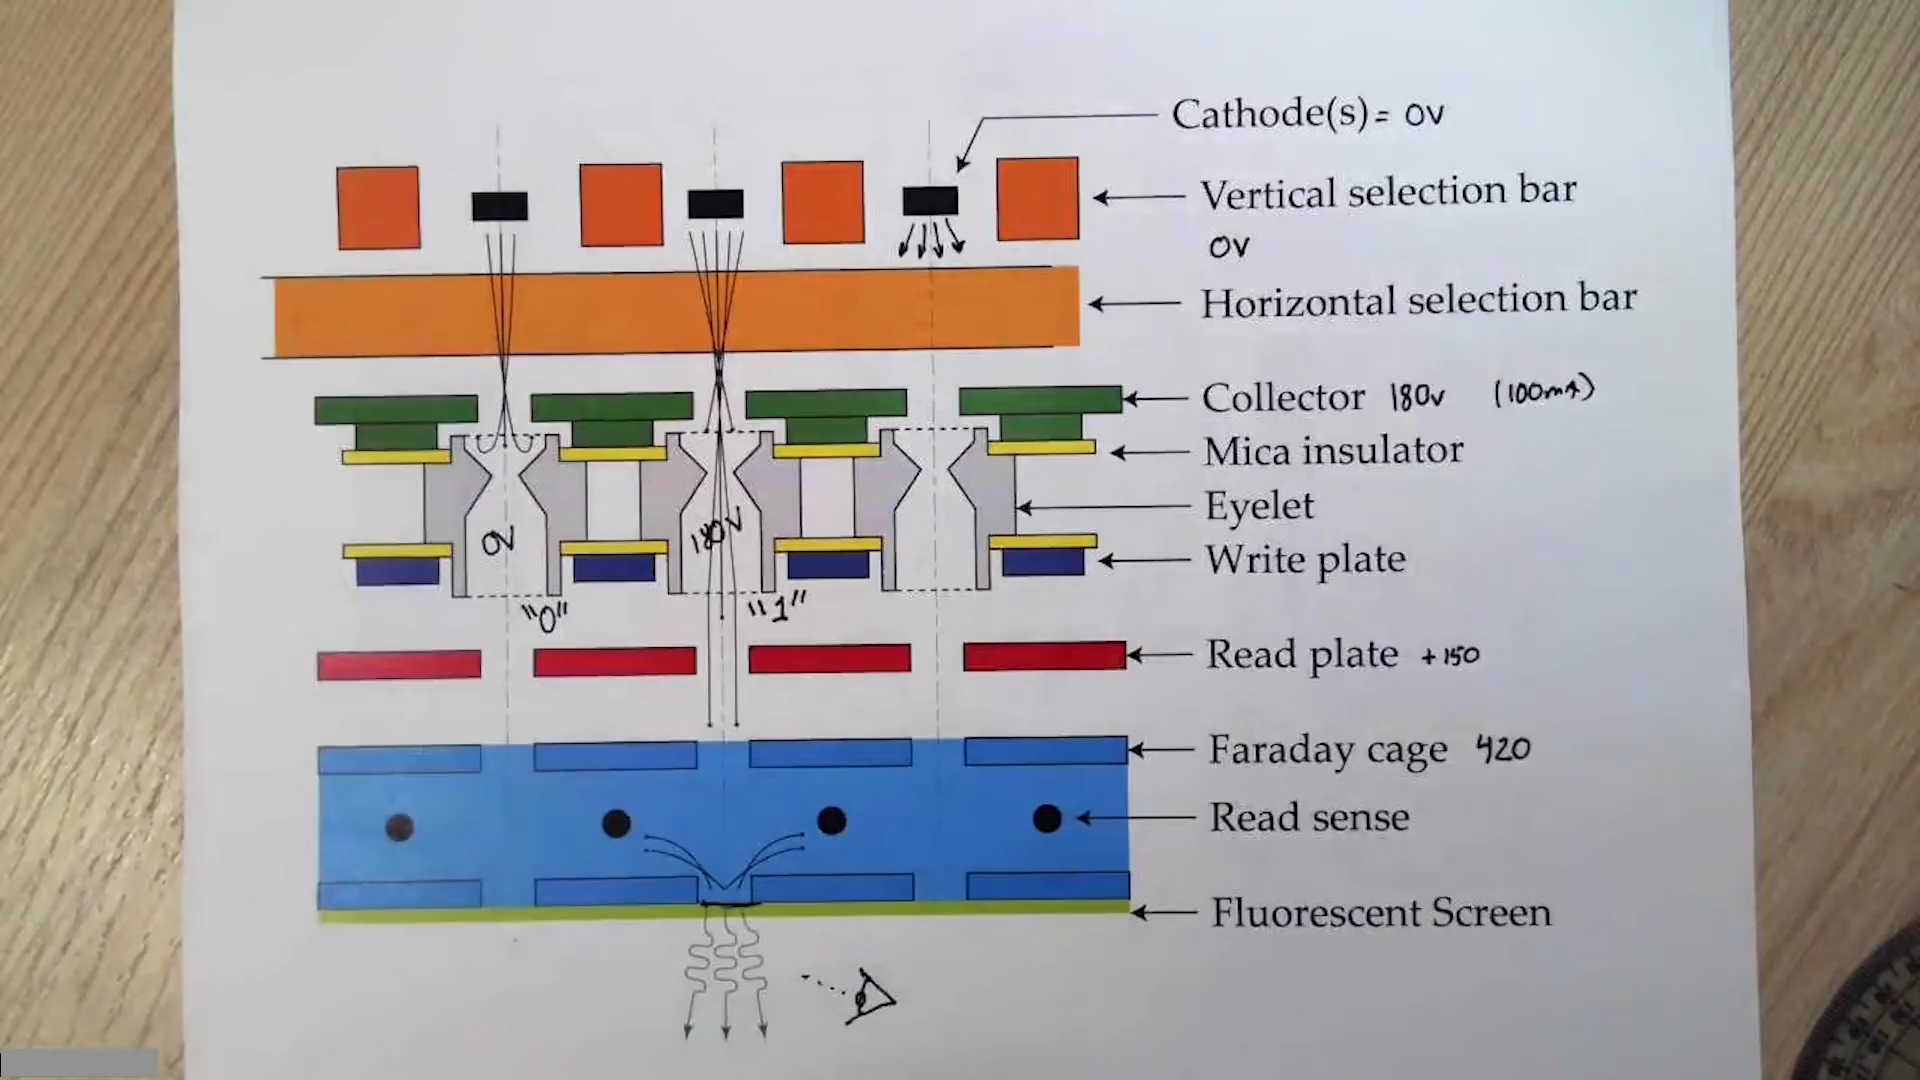 Cathode(s) = 0V
Vertical selection bar
0V
Horizontal selection bar
Collector 180V (100mA)
Mica insulator
Eyelet
0V
180V
Write plate
"0"
"1"
Read plate +150
Faraday cage 420
Read sense
Fluorescent Screen